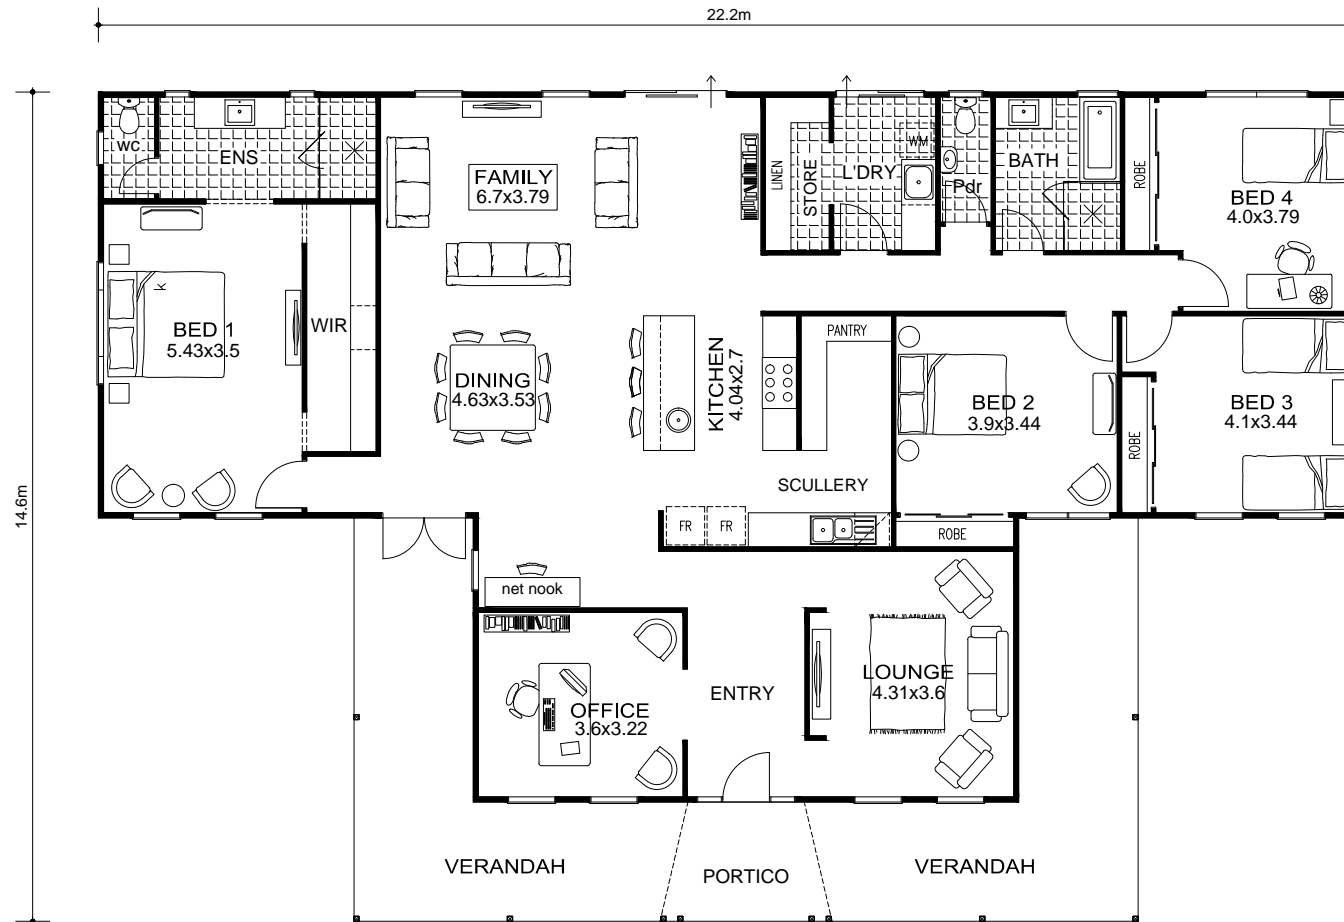 22.2m
14.6m
WC
ENS
FAMILY
6.7x3.79
LINEN
STORE
L'DRY
WM
Pdr
BATH
ROBE
BED 4
4.0x3.79
BED 1
5.43x3.5
k
WIR
DINING
4.63x3.53
KITCHEN
4.04x2.7
PANTRY
BED 2
3.9x3.44
ROBE
BED 3
4.1x3.44
SCULLERY
FR
FR
ROBE
net nook
OFFICE
3.6x3.22
ENTRY
LOUNGE
4.31x3.6
VERANDAH
PORTICO
VERANDAH